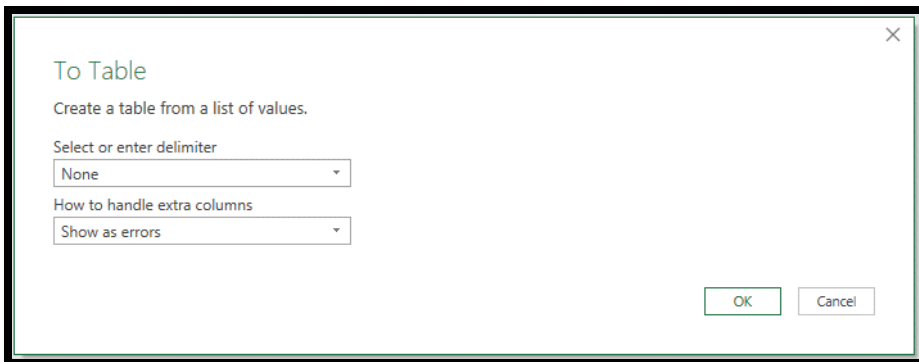 To Table
Create a table from a list of values.
Select or enter delimiter
None
How to handle extra columns
Show as errors
OK Cancel